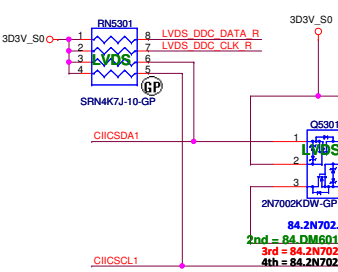 3D3V_S0
RN5301
3D3V_S0
1
8
LVDS_DDC_DATA_R
2
7
LVDS_DDC_CLK_R
3
6
LVDS
4
5
GP
SRN4K7J-10-GP
Q5301
CIICSDA1
1
LVDS
2
3
2N7002KDW-GP
84.2N702.
2nd = 84.DM601
3rd = 84.2N702
4th = 84.2N702
CIICSCL1